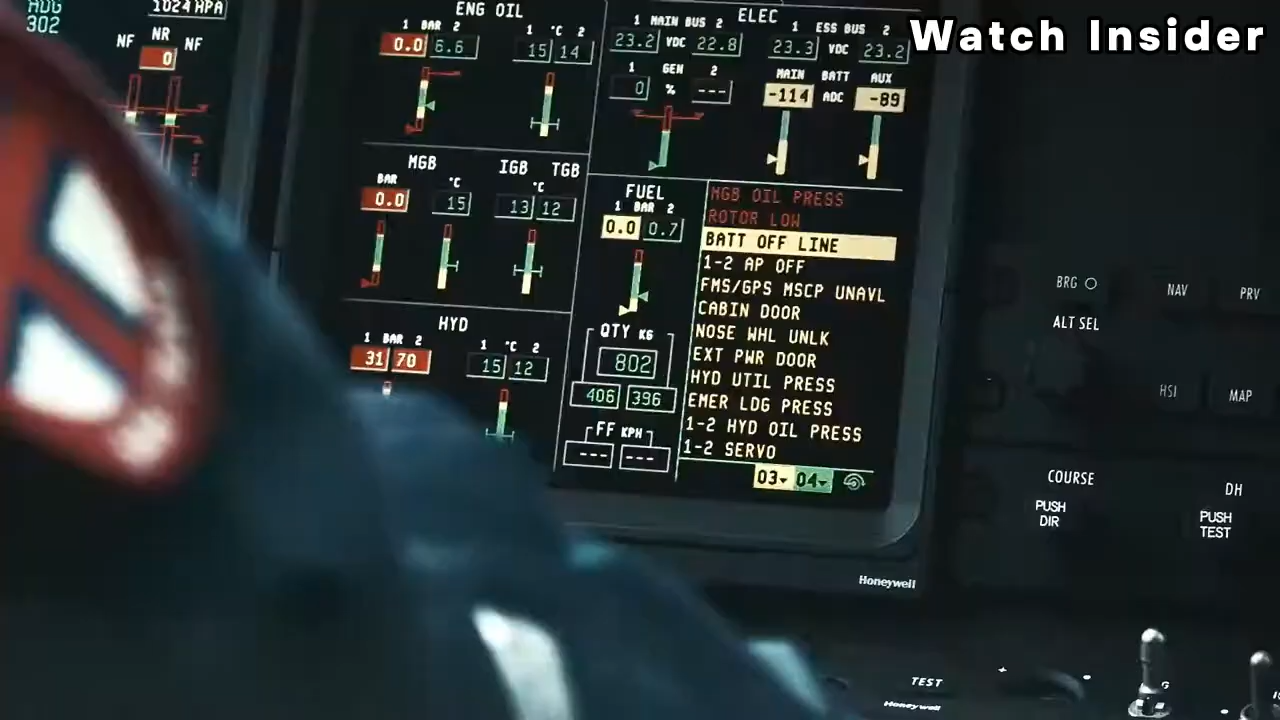 Watch Insider
HDG
302
1024 HPA
NF NR NF
0
ENG OIL
1 BAR 2
0.0 6.6
1 °C 2
15 14
ELEC
1 MAIN BUS 2
23.2 VDC 22.8
1 ESS BUS 2
23.3 VDC 23.2
1 GEN 2
0 % ---
MAIN BATT AUX
-114 ADC -89
MGB
BAR °C
0.0 15
IGB TGB
°C
13 12
FUEL
1 BAR 2
0.0 0.7
QTY KG
802
406 396
FF KPH
--- ---
HYD
1 BAR 2
31 70
1 °C 2
15 12
MGB OIL PRESS
ROTOR LOW
BATT OFF LINE
1-2 AP OFF
FMS/GPS MSCP UNAVL
CABIN DOOR
NOSE WHL UNLK
EXT PWR DOOR
HYD UTIL PRESS
EMER LDG PRESS
1-2 HYD OIL PRESS
1-2 SERVO
03 04
Honeywell
BRG NAV PRV
ALT SEL
HSI MAP
COURSE DH
PUSH
DIR
PUSH
TEST
TEST
Honeywell